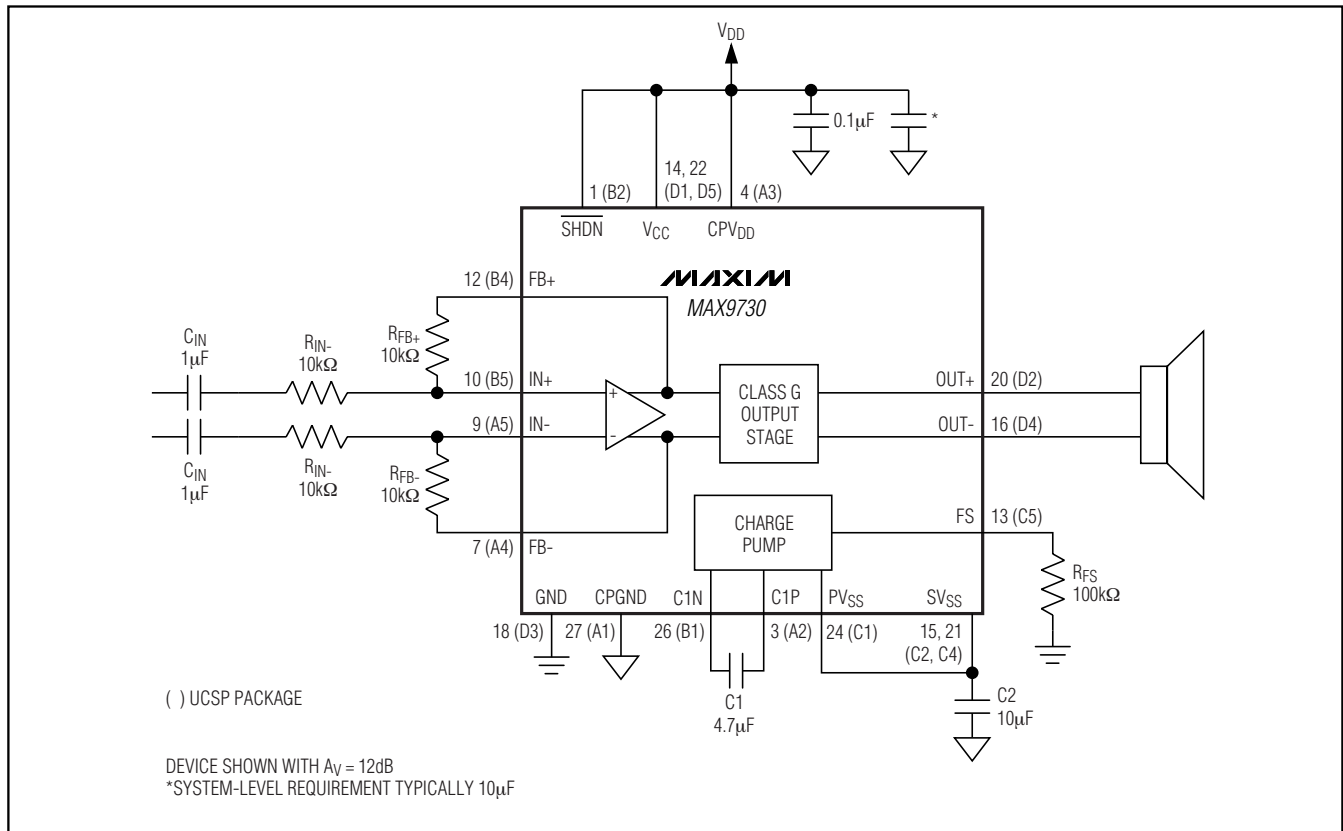 VDD
0.1µF
*
14, 22
(D1, D5)
1 (B2)
4 (A3)
SHDN
VCC
CPVDD
MAXIM
MAX9730
12 (B4)
FB+
CIN
1µF
RIN-
10kΩ
RFB+
10kΩ
10 (B5)
IN+
+
CLASS G
OUTPUT
STAGE
OUT+
20 (D2)
9 (A5)
IN-
-
OUT-
16 (D4)
CIN
1µF
RIN-
10kΩ
RFB-
10kΩ
7 (A4)
FB-
CHARGE
PUMP
FS
13 (C5)
RFS
100kΩ
GND
CPGND
C1N
C1P
PVSS
SVSS
18 (D3)
27 (A1)
26 (B1)
3 (A2)
24 (C1)
15, 21
(C2, C4)
C1
4.7µF
C2
10µF
( ) UCSP PACKAGE
DEVICE SHOWN WITH AV = 12dB
*SYSTEM-LEVEL REQUIREMENT TYPICALLY 10µF